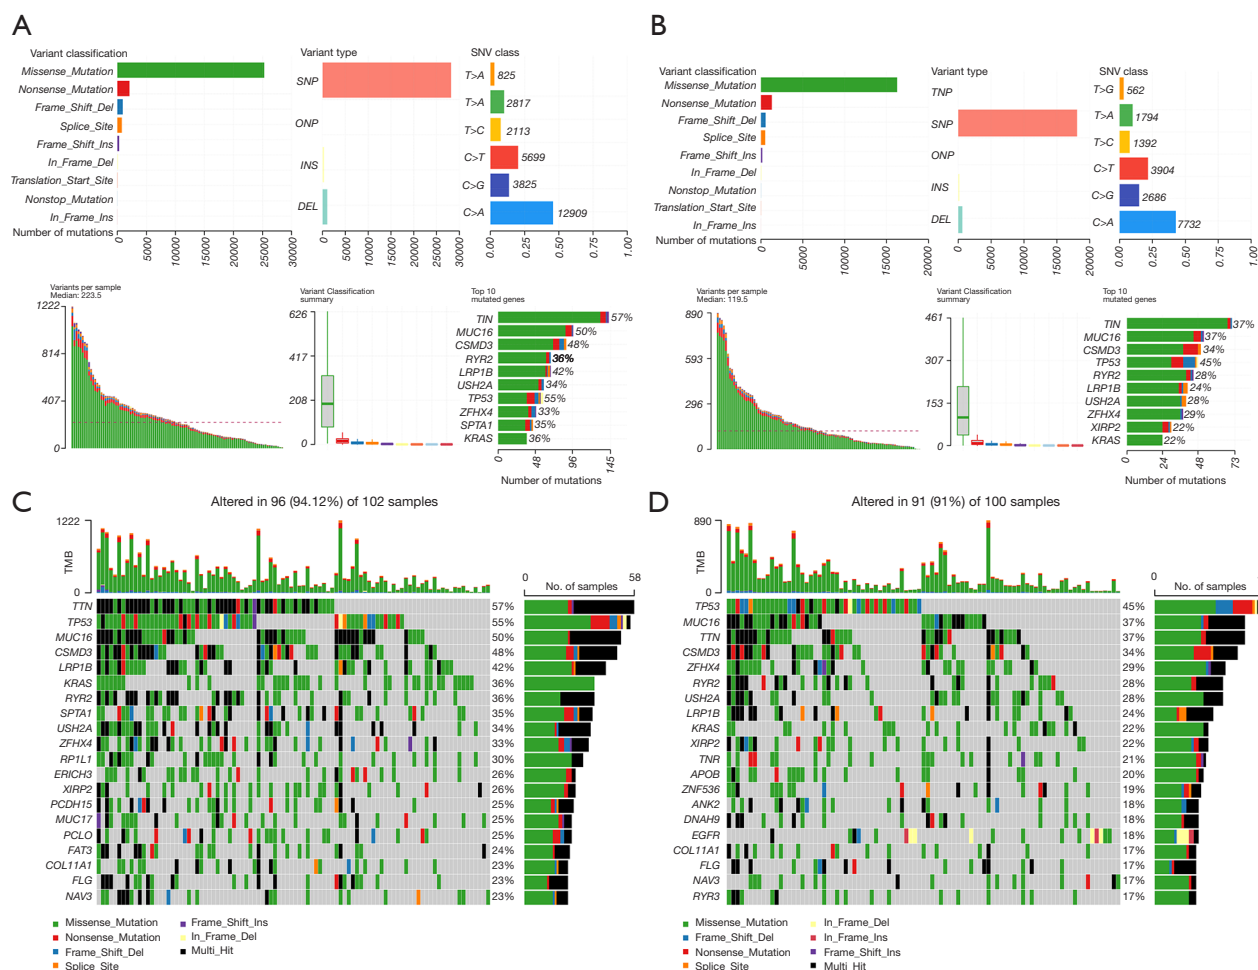 A
Variant classification
Missense_Mutation
Nonsense_Mutation
Frame_Shift_Del
Splice_Site
Frame_Shift_Ins
In_Frame_Del
Translation_Start_Site
Nonstop_Mutation
In_Frame_Ins
Number of mutations
0 5000 10000 15000 20000 25000 30000
Variant type
SNP
ONP
INS
DEL
0 5000 10000 15000 20000 25000 30000
SNV class
T>A 825
T>A 2817
T>C 2113
C>T 5699
C>G 3825
C>A 12909
0.00 0.25 0.50 0.75 1.00
Variants per sample
Median: 223.5
1222
814
407
0
Variant Classification
summary
626
417
208
0
Top 10
mutated genes
TIN 57%
MUC16 50%
CSMD3 48%
RYR2 36%
LRP1B 42%
USH2A 34%
TP53 55%
ZFHX4 33%
SPTA1 35%
KRAS 36%
0 48 96 145
Number of mutations
B
Variant classification
Missense_Mutation
Nonsense_Mutation
Frame_Shift_Del
Splice_Site
Frame_Shift_Ins
In_Frame_Del
Nonstop_Mutation
Translation_Start_Site
In_Frame_Ins
Number of mutations
0 5000 10000 15000 20000
Variant type
TNP
SNP
ONP
INS
DEL
0 5000 10000 15000 20000
SNV class
T>G 562
T>A 1794
T>C 1392
C>T 3904
C>G 2686
C>A 7732
0.00 0.25 0.50 0.75 1.00
Variants per sample
Median: 119.5
890
593
296
0
Variant Classification
summary
461
307
153
0
Top 10
mutated genes
TIN 37%
MUC16 37%
CSMD3 34%
TP53 45%
RYR2 28%
LRP1B 24%
USH2A 28%
ZFHX4 29%
XIRP2 22%
KRAS 22%
0 24 48 73
Number of mutations
C
Altered in 96 (94.12%) of 102 samples
1222
TMB
0
0 58
No. of samples
TTN 57%
TP53 55%
MUC16 50%
CSMD3 48%
LRP1B 42%
KRAS 36%
RYR2 36%
SPTA1 35%
USH2A 34%
ZFHX4 33%
RP1L1 30%
ERICH3 26%
XIRP2 26%
PCDH15 25%
MUC17 25%
PCLO 25%
FAT3 24%
COL11A1 23%
FLG 23%
NAV3 23%
Missense_Mutation
Nonsense_Mutation
Frame_Shift_Del
Splice_Site
Frame_Shift_Ins
In_Frame_Del
Multi_Hit
D
Altered in 91 (91%) of 100 samples
890
TMB
0
0
No. of samples
TP53 45%
MUC16 37%
TTN 37%
CSMD3 34%
ZFHX4 29%
RYR2 28%
USH2A 28%
LRP1B 24%
KRAS 22%
XIRP2 22%
TNR 21%
APOB 20%
ZNF536 19%
ANK2 18%
DNAH9 18%
EGFR 18%
COL11A1 17%
FLG 17%
NAV3 17%
RYR3 17%
Missense_Mutation
Frame_Shift_Del
Nonsense_Mutation
Splice_Site
In_Frame_Del
In_Frame_Ins
Frame_Shift_Ins
Multi_Hit